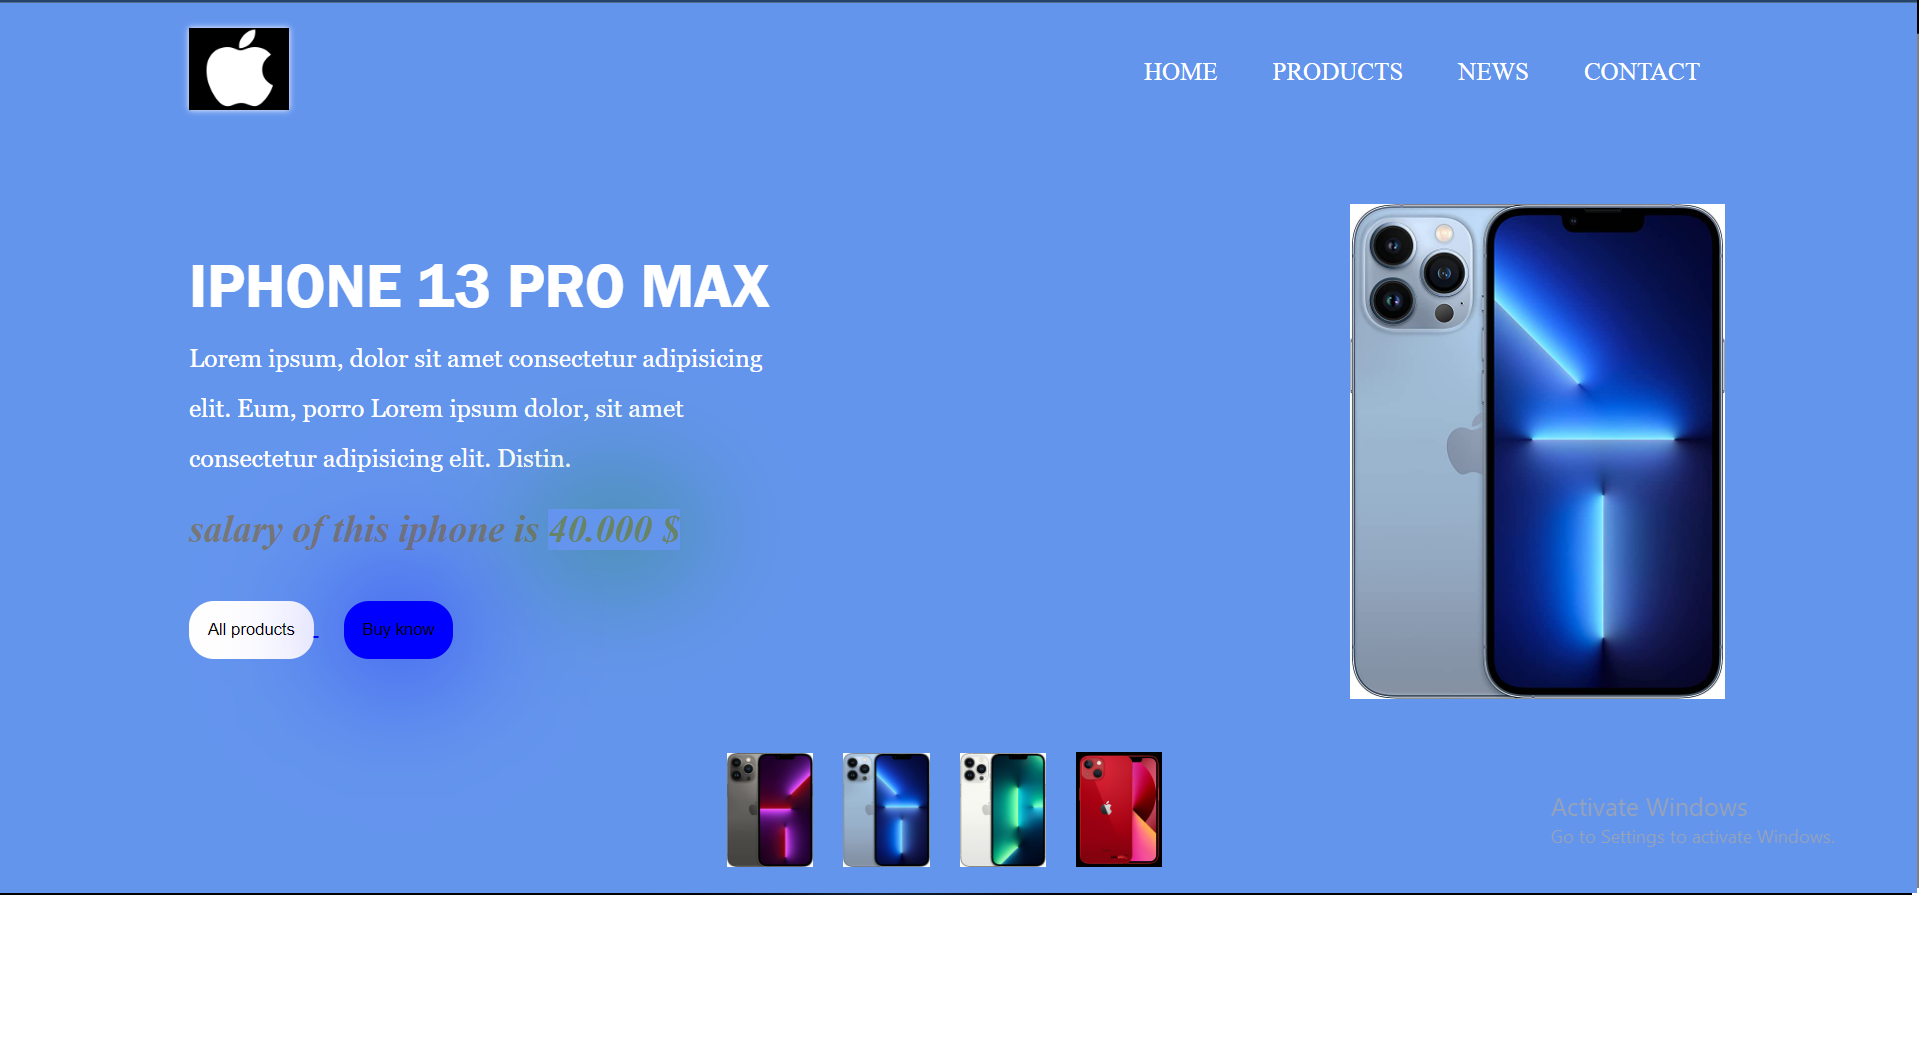 HOME PRODUCTS NEWS CONTACT
IPHONE 13 PRO MAX
Lorem ipsum, dolor sit amet consectetur adipisicing
elit. Eum, porro Lorem ipsum dolor, sit amet
consectetur adipisicing elit. Distin.
salary of this iphone is 40.000 $
All products Buy know
Activate Windows
Go to Settings to activate Windows.